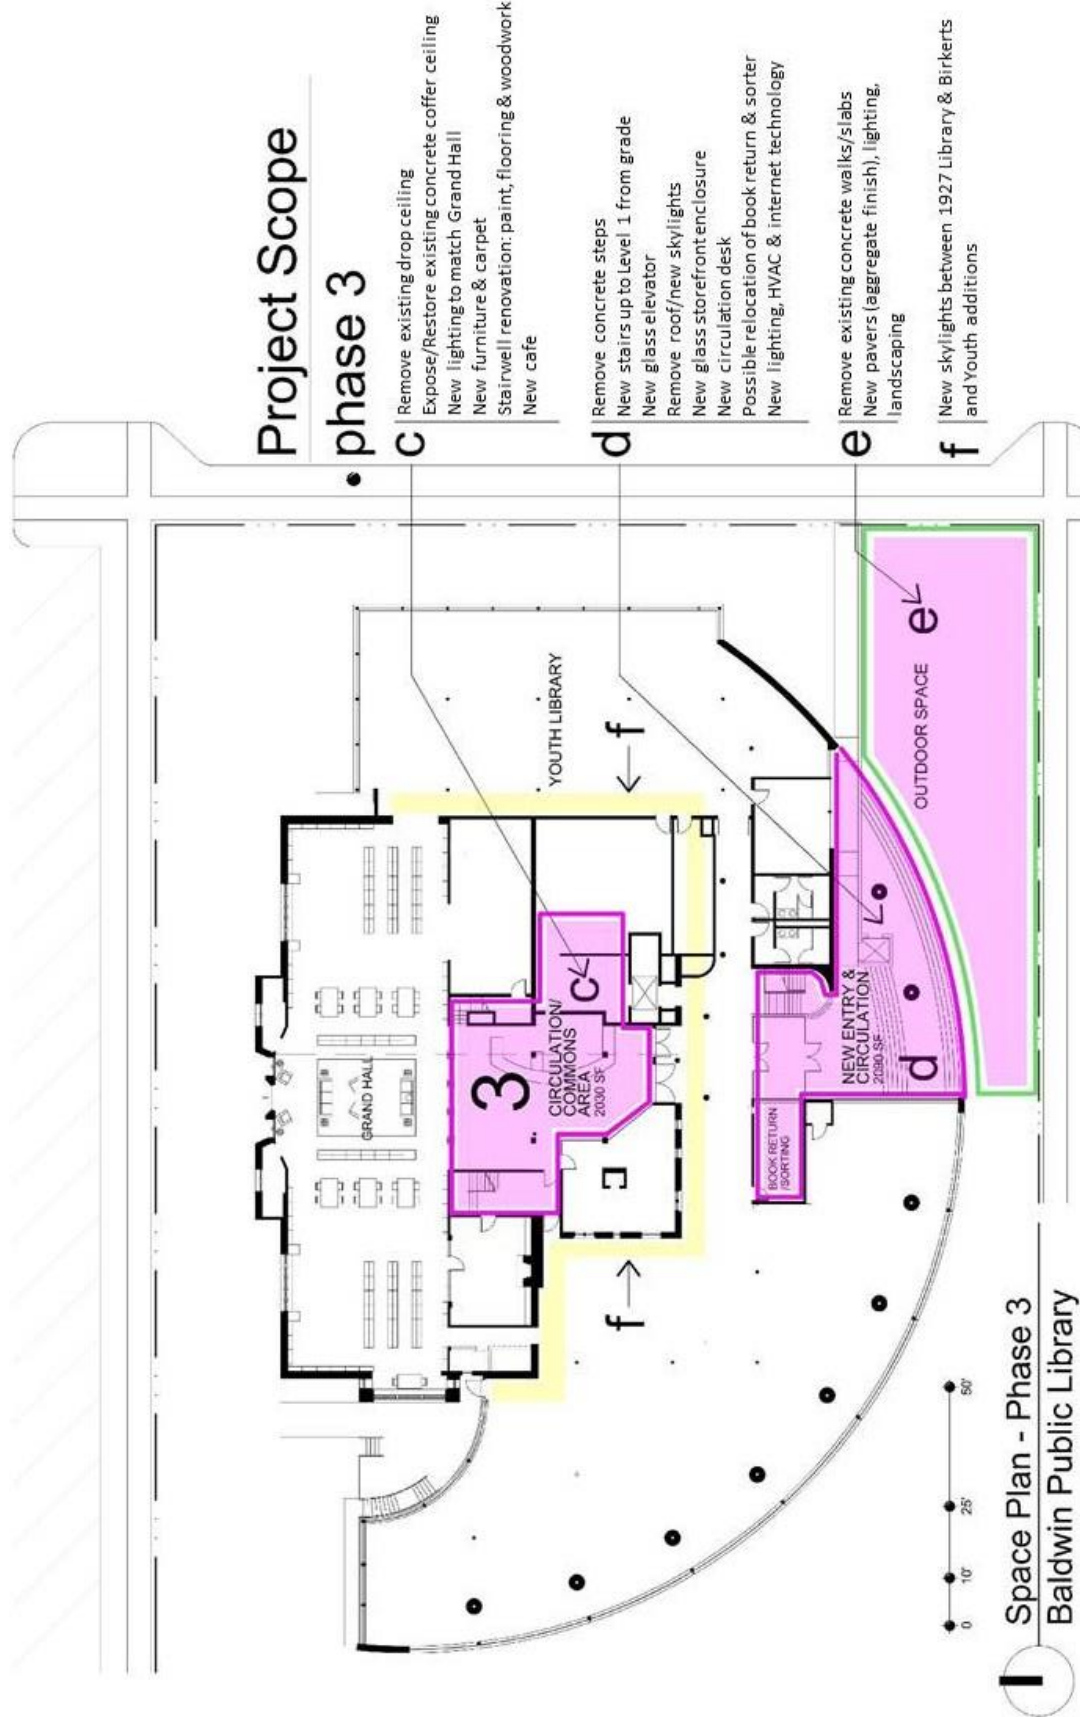 Project Scope
• phase 3
c
Remove existing drop ceiling
Expose/Restore existing concrete coffer ceiling
New lighting to match Grand Hall
New furniture & carpet
Stairwell renovation: paint, flooring & woodwork
New cafe
d
Remove concrete steps
New stairs up to Level 1 from grade
New glass elevator
Remove roof/new skylights
New glass storefront enclosure
New circulation desk
Possible relocation of book return & sorter
New lighting, HVAC & internet technology
e
Remove existing concrete walks/slabs
New pavers (aggregate finish), lighting,
landscaping
f
New skylights between 1927 Library & Birkerts
and Youth additions
GRAND HALL
YOUTH LIBRARY
3
c
CIRCULATION/
COMMONS
AREA
2030 SF
f
f
BOOK RETURN
/SORTING
NEW ENTRY &
CIRCULATION
2090 SF
d
OUTDOOR SPACE
e
0 10' 25' 50'
Space Plan - Phase 3
Baldwin Public Library